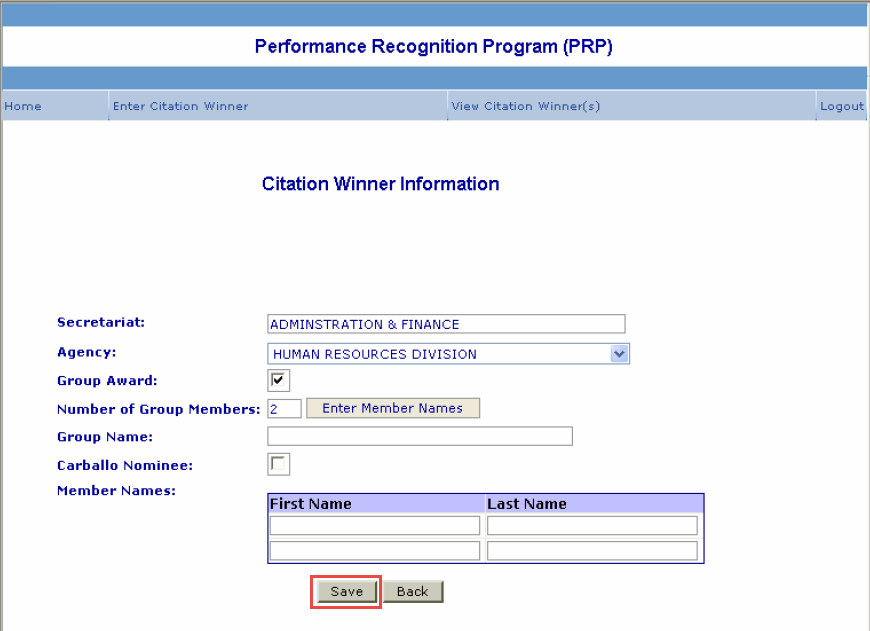 Performance Recognition Program (PRP)
Home Enter Citation Winner View Citation Winner(s) Logout
Citation Winner Information
Secretariat: ADMINSTRATION & FINANCE
Agency: HUMAN RESOURCES DIVISION
Group Award:
Number of Group Members: 2 Enter Member Names
Group Name:
Carballo Nominee:
Member Names:
First Name Last Name
Save Back